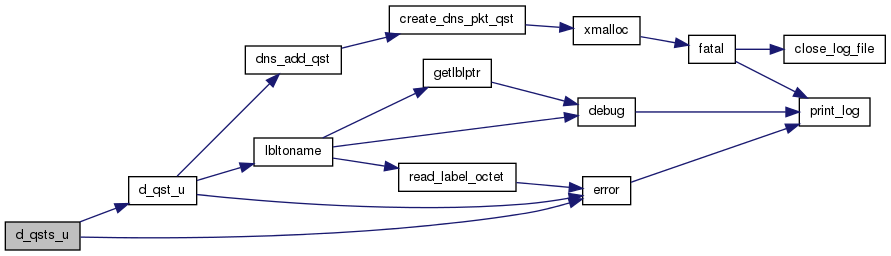 create_dns_pkt_qst
xmalloc
dns_add_qst
fatal
close_log_file
getlblptr
debug
print_log
lbltoname
read_label_octet
d_qst_u
error
d_qsts_u